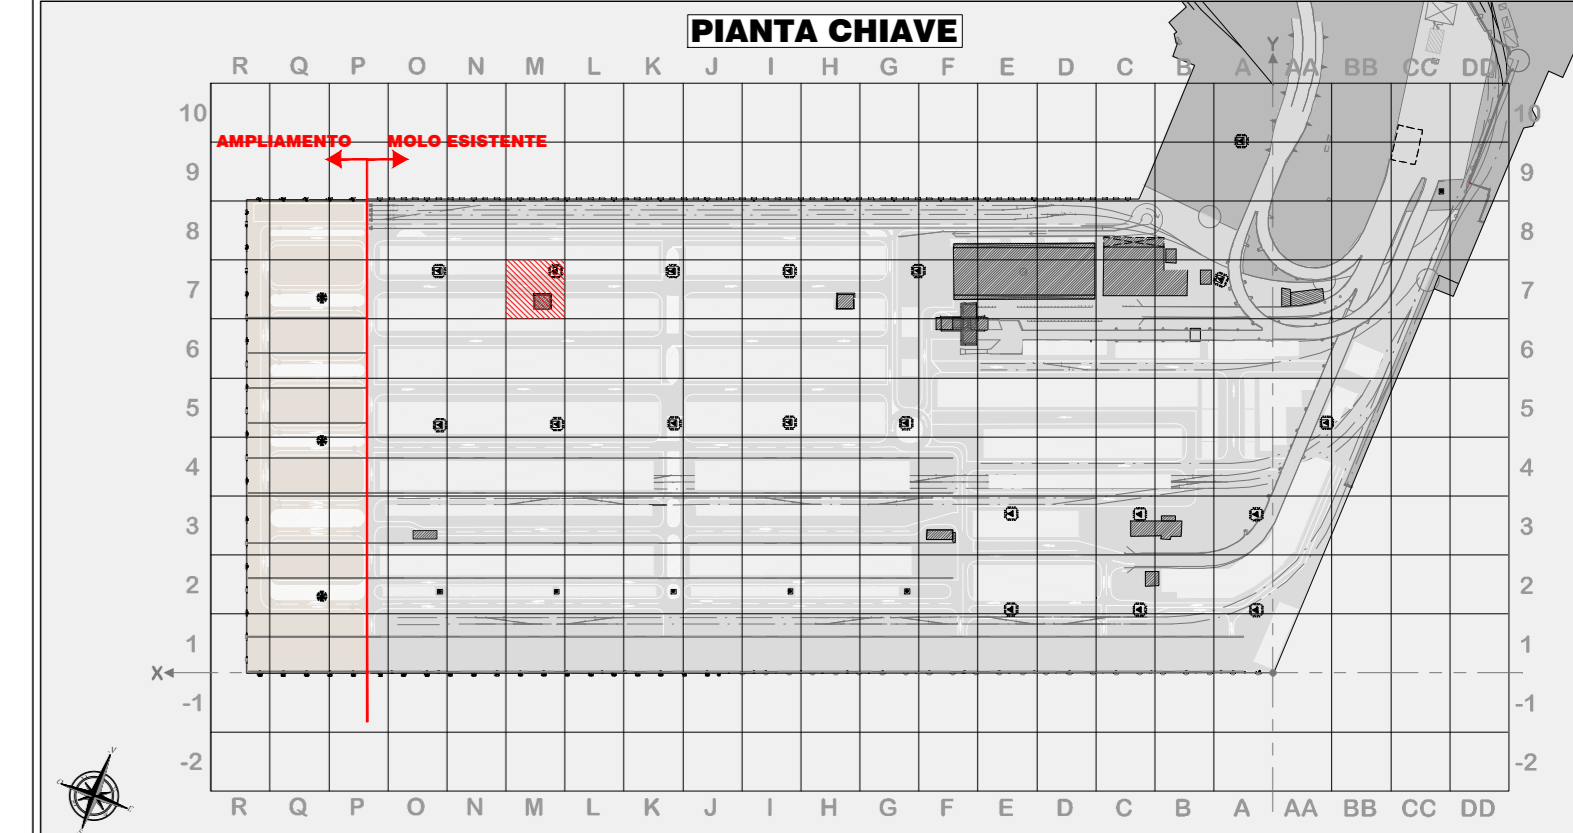 PIANTA CHIAVE
Y
R Q P O N M L K J I H G F E D C B A AA BB CC DD
10 10
AMPLIAMENTO MOLO ESISTENTE
9 9
8 8
7 7
6 6
5 5
4 4
3 3
2 2
1 1
X
-1 -1
-2 -2
R Q P O N M L K J I H G F E D C B A AA BB CC DD